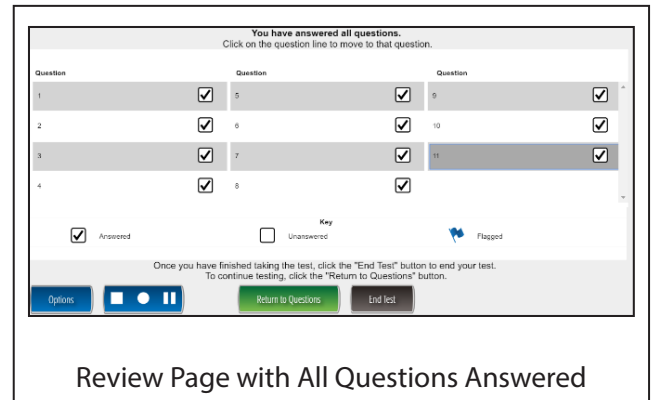 You have answered all questions.
Click on the question line to move to that question.
Question Question Question
1 5 9
2 6 10
3 7 11
4 8
Key
Answered Unanswered Flagged
Once you have finished taking the test, click the "End Test" button to end your test.
To continue testing, click the "Return to Questions" button.
Options Return to Questions End Test
Review Page with All Questions Answered